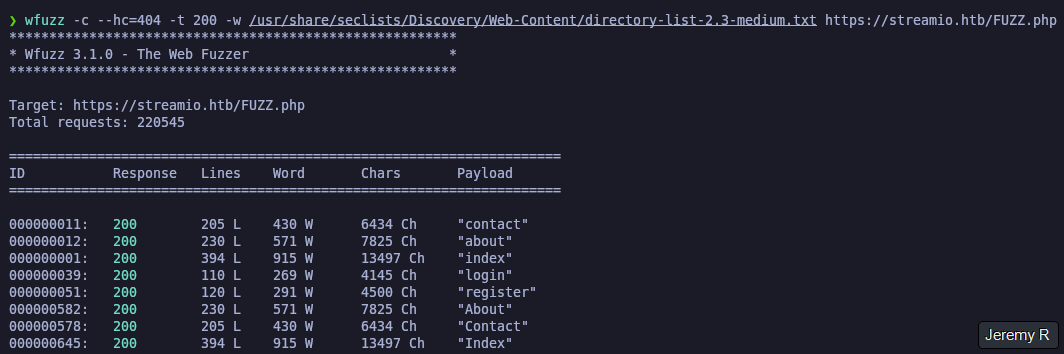 ❯ wfuzz -c --hc=404 -t 200 -w /usr/share/seclists/Discovery/Web-Content/directory-list-2.3-medium.txt https://streamio.htb/FUZZ.php
********************************************************
* Wfuzz 3.1.0 - The Web Fuzzer                         *
********************************************************

Target: https://streamio.htb/FUZZ.php
Total requests: 220545

=====================================================================
ID           Response   Lines    Word       Chars       Payload
=====================================================================

000000011:   200        205 L    430 W      6434 Ch     "contact"
000000012:   200        230 L    571 W      7825 Ch     "about"
000000001:   200        394 L    915 W      13497 Ch    "index"
000000039:   200        110 L    269 W      4145 Ch     "login"
000000051:   200        120 L    291 W      4500 Ch     "register"
000000582:   200        230 L    571 W      7825 Ch     "About"
000000578:   200        205 L    430 W      6434 Ch     "Contact"
000000645:   200        394 L    915 W      13497 Ch    "Index"
Jeremy R